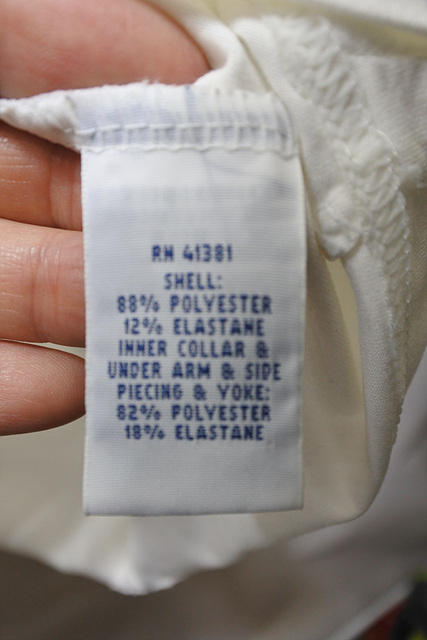 RN 41381
SHELL:
88% POLYESTER
12% ELASTANE
INNER COLLAR &
UNDER ARM & SIDE
PIECING & YOKE:
82% POLYESTER
18% ELASTANE